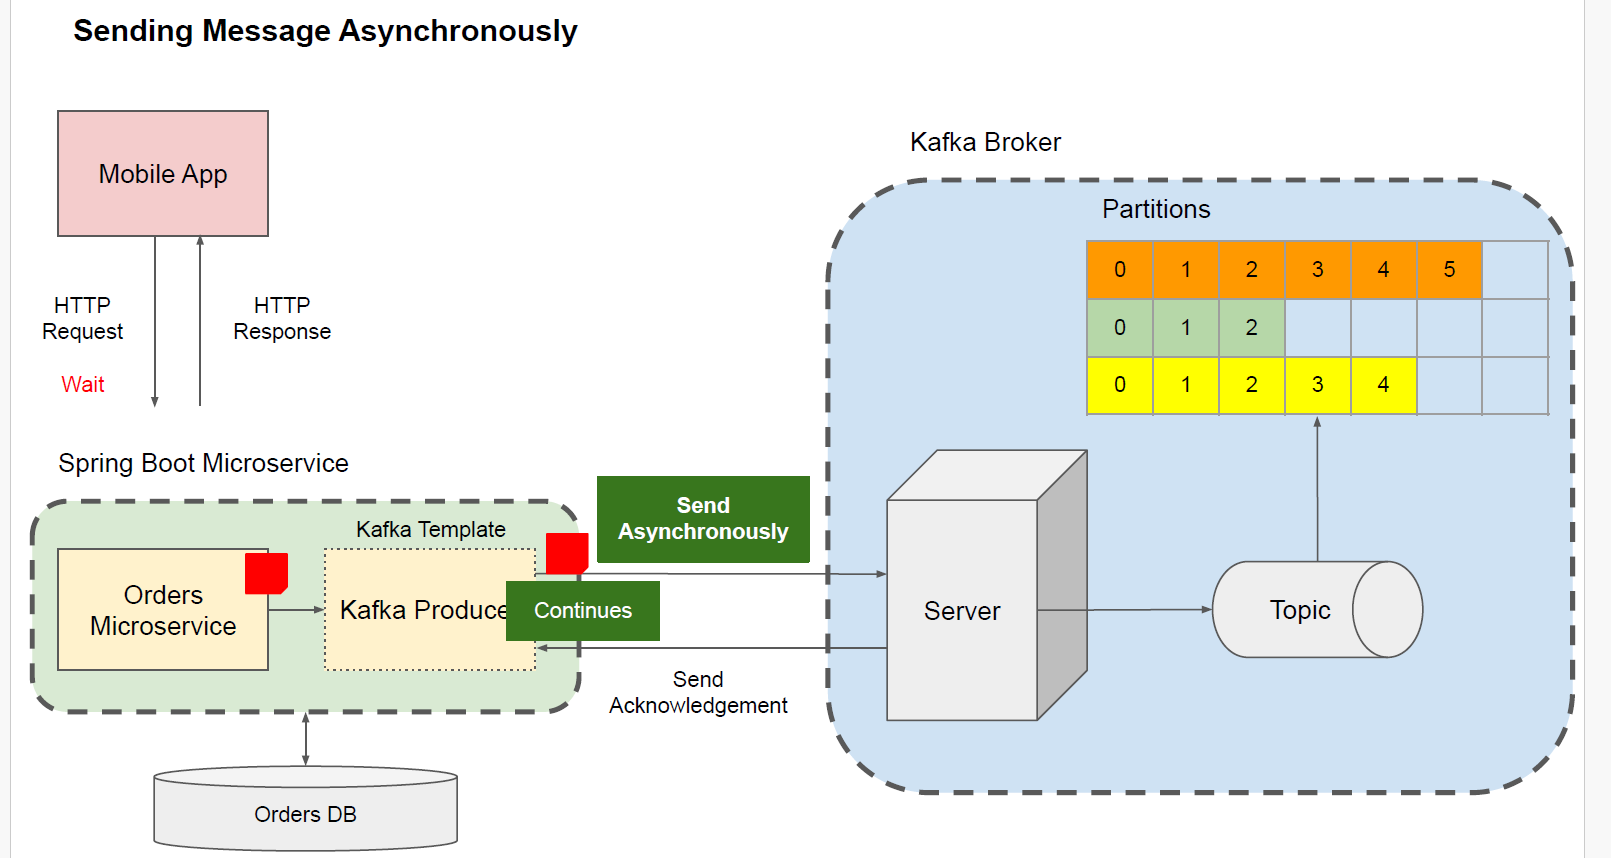 Sending Message Asynchronously
Mobile App
HTTP
Request
HTTP
Response
Wait
Kafka Broker
Partitions
0 1 2 3 4 5
0 1 2
0 1 2 3 4
Spring Boot Microservice
Kafka Template
Send
Asynchronously
Orders
Microservice
Kafka Produce
Continues
Server
Topic
Send
Acknowledgement
Orders DB